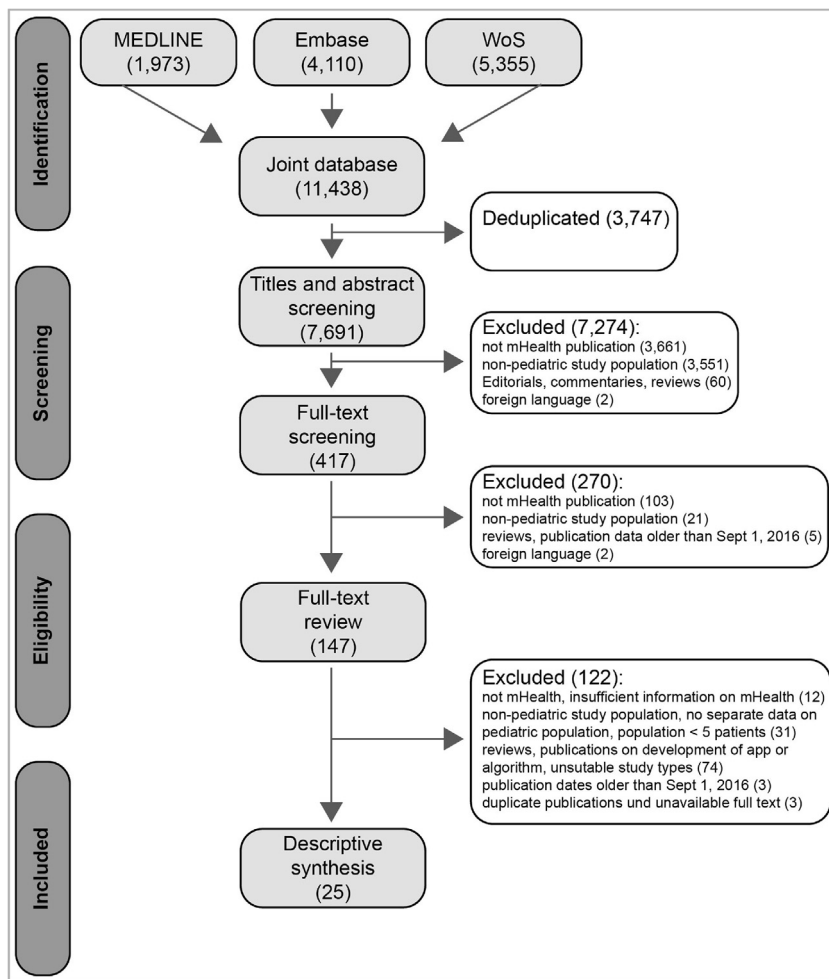 Identification
MEDLINE
(1,973)
Embase
(4,110)
WoS
(5,355)
Joint database
(11,438)
Deduplicated (3,747)
Screening
Titles and abstract
screening
(7,691)
Excluded (7,274):
not mHealth publication (3,661)
non-pediatric study population (3,551)
Editorials, commentaries, reviews (60)
foreign language (2)
Full-text
screening
(417)
Excluded (270):
not mHealth publication (103)
non-pediatric study population (21)
reviews, publication data older than Sept 1, 2016 (5)
foreign language (2)
Eligibility
Full-text
review
(147)
Excluded (122):
not mHealth, insufficient information on mHealth (12)
non-pediatric study population, no separate data on
pediatric population, population < 5 patients (31)
reviews, publications on development of app or
algorithm, unsutable study types (74)
publication dates older than Sept 1, 2016 (3)
duplicate publications und unavailable full text (3)
Included
Descriptive
synthesis
(25)